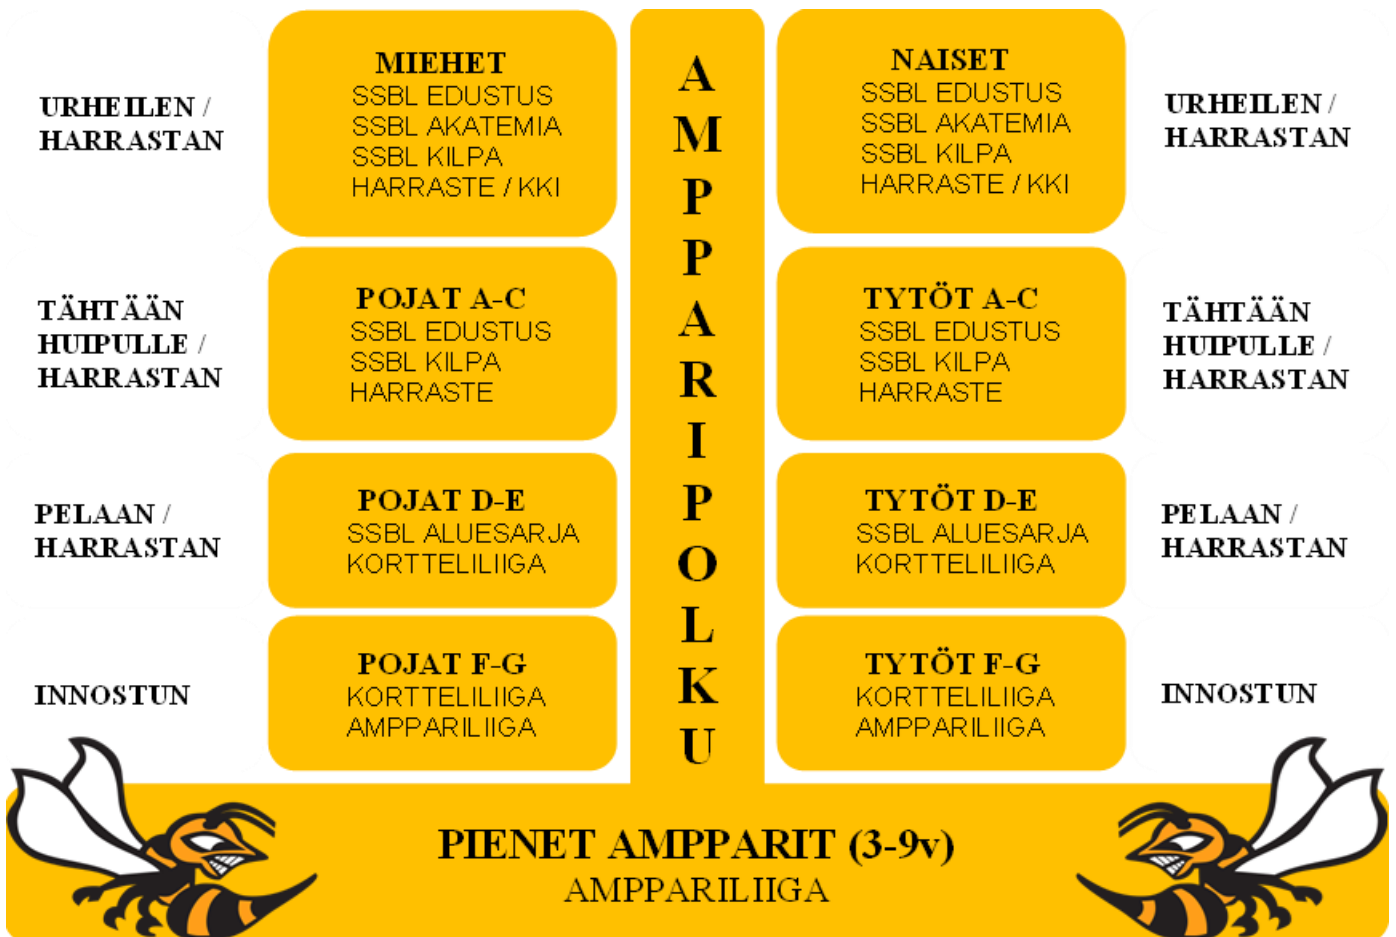 URHEILEN /
HARRASTAN
MIEHET
SSBL EDUSTUS
SSBL AKATEMIA
SSBL KILPA
HARRASTE / KKI
AMPPARIPOLKU
NAISET
SSBL EDUSTUS
SSBL AKATEMIA
SSBL KILPA
HARRASTE / KKI
URHEILEN /
HARRASTAN
TÄHTÄÄN
HUIPULLE /
HARRASTAN
POJAT A-C
SSBL EDUSTUS
SSBL KILPA
HARRASTE
TYTÖT A-C
SSBL EDUSTUS
SSBL KILPA
HARRASTE
TÄHTÄÄN
HUIPULLE /
HARRASTAN
PELAAN /
HARRASTAN
POJAT D-E
SSBL ALUESARJA
KORTTELILIIGA
TYTÖT D-E
SSBL ALUESARJA
KORTTELILIIGA
PELAAN /
HARRASTAN
INNOSTUN
POJAT F-G
KORTTELILIIGA
AMPPARILIIGA
TYTÖT F-G
KORTTELILIIGA
AMPPARILIIGA
INNOSTUN
PIENET AMPPARIT (3-9v)
AMPPARILIIGA